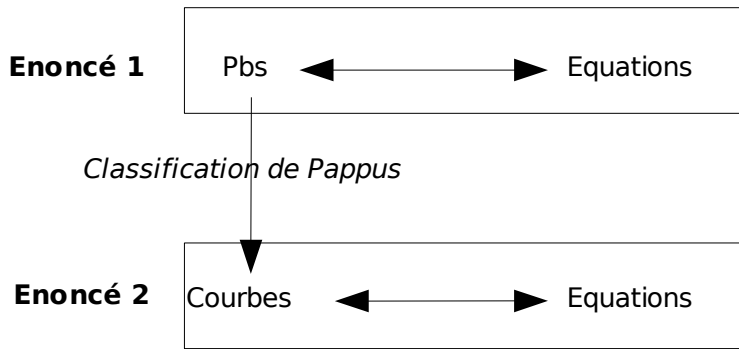 Enoncé 1 Pbs Equations
Classification de Pappus
Enoncé 2 Courbes Equations